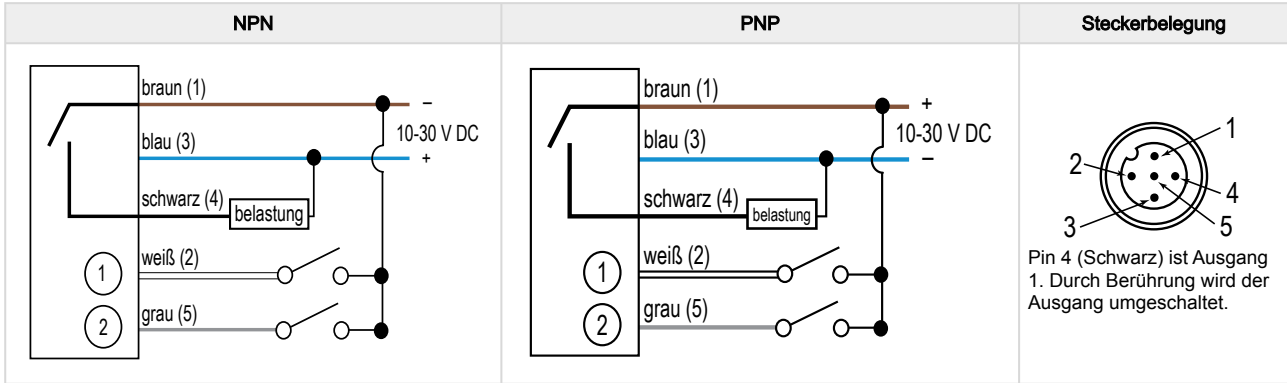 NPN
PNP
Steckerbelegung
braun (1)
–
10-30 V DC
blau (3)
+
schwarz (4)
belastung
weiß (2)
1
grau (5)
2
braun (1)
+
10-30 V DC
blau (3)
–
schwarz (4)
belastung
weiß (2)
1
grau (5)
2
1
2
4
3
5
Pin 4 (Schwarz) ist Ausgang
1. Durch Berührung wird der
Ausgang umgeschaltet.